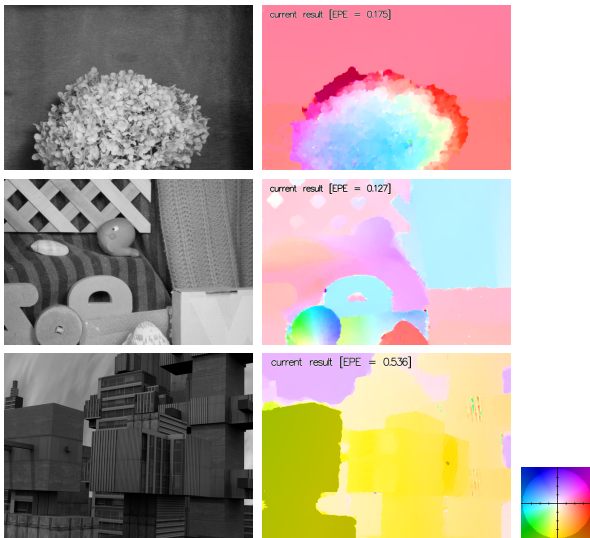 current result [EPE = 0.175]
current result [EPE = 0.127]
current result [EPE = 0.536]